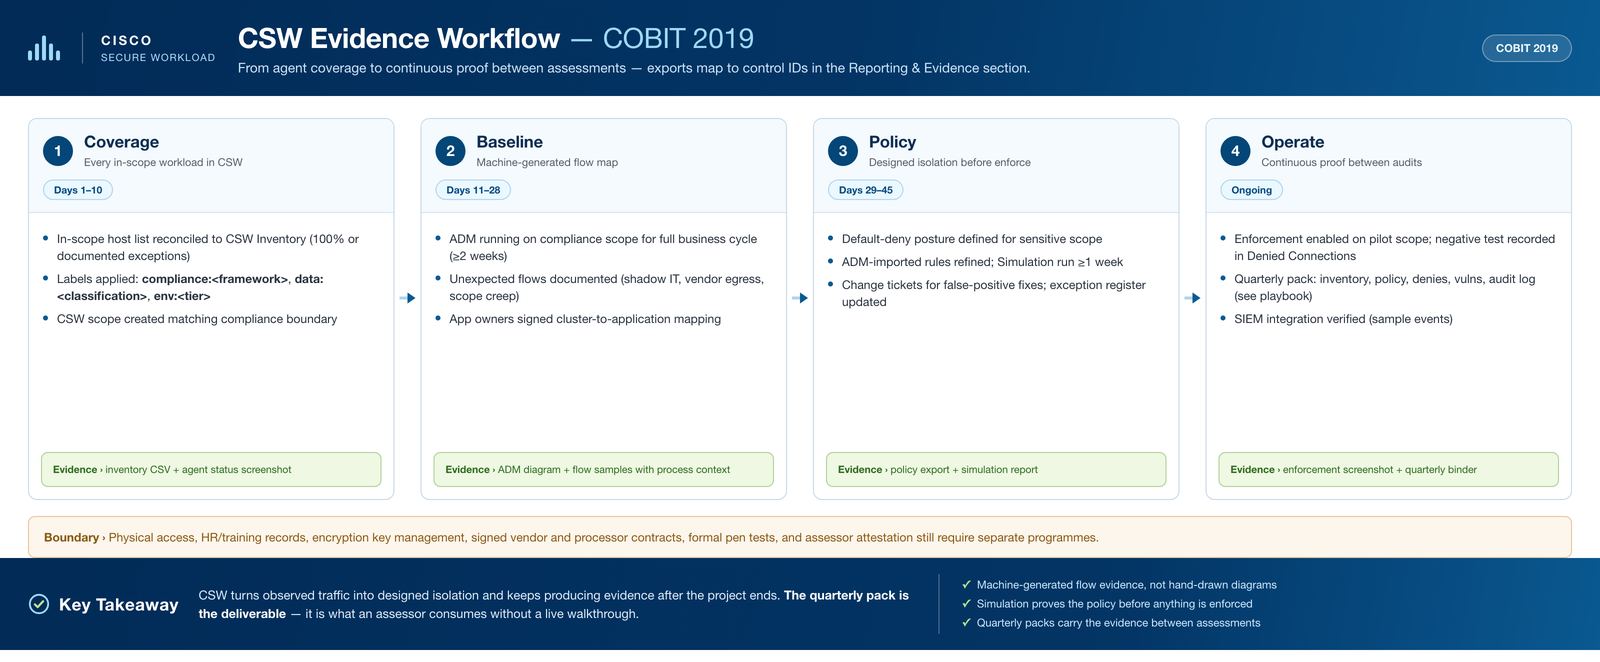 CISCO
SECURE WORKLOAD
CSW Evidence Workflow — COBIT 2019
From agent coverage to continuous proof between assessments — exports map to control IDs in the Reporting & Evidence section.
COBIT 2019
1
Coverage
Every in-scope workload in CSW
Days 1–10
• In-scope host list reconciled to CSW Inventory (100% or
documented exceptions)
• Labels applied: compliance:<framework>, data:
<classification>, env:<tier>
• CSW scope created matching compliance boundary
Evidence › inventory CSV + agent status screenshot
2
Baseline
Machine-generated flow map
Days 11–28
• ADM running on compliance scope for full business cycle
(≥2 weeks)
• Unexpected flows documented (shadow IT, vendor egress,
scope creep)
• App owners signed cluster-to-application mapping
Evidence › ADM diagram + flow samples with process context
3
Policy
Designed isolation before enforce
Days 29–45
• Default-deny posture defined for sensitive scope
• ADM-imported rules refined; Simulation run ≥1 week
• Change tickets for false-positive fixes; exception register
updated
Evidence › policy export + simulation report
4
Operate
Continuous proof between audits
Ongoing
• Enforcement enabled on pilot scope; negative test recorded
in Denied Connections
• Quarterly pack: inventory, policy, denies, vulns, audit log
(see playbook)
• SIEM integration verified (sample events)
Evidence › enforcement screenshot + quarterly binder
Boundary › Physical access, HR/training records, encryption key management, signed vendor and processor contracts, formal pen tests, and assessor attestation still require separate programmes.
Key Takeaway
CSW turns observed traffic into designed isolation and keeps producing evidence after the project ends. The quarterly pack is
the deliverable — it is what an assessor consumes without a live walkthrough.
✓ Machine-generated flow evidence, not hand-drawn diagrams
✓ Simulation proves the policy before anything is enforced
✓ Quarterly packs carry the evidence between assessments